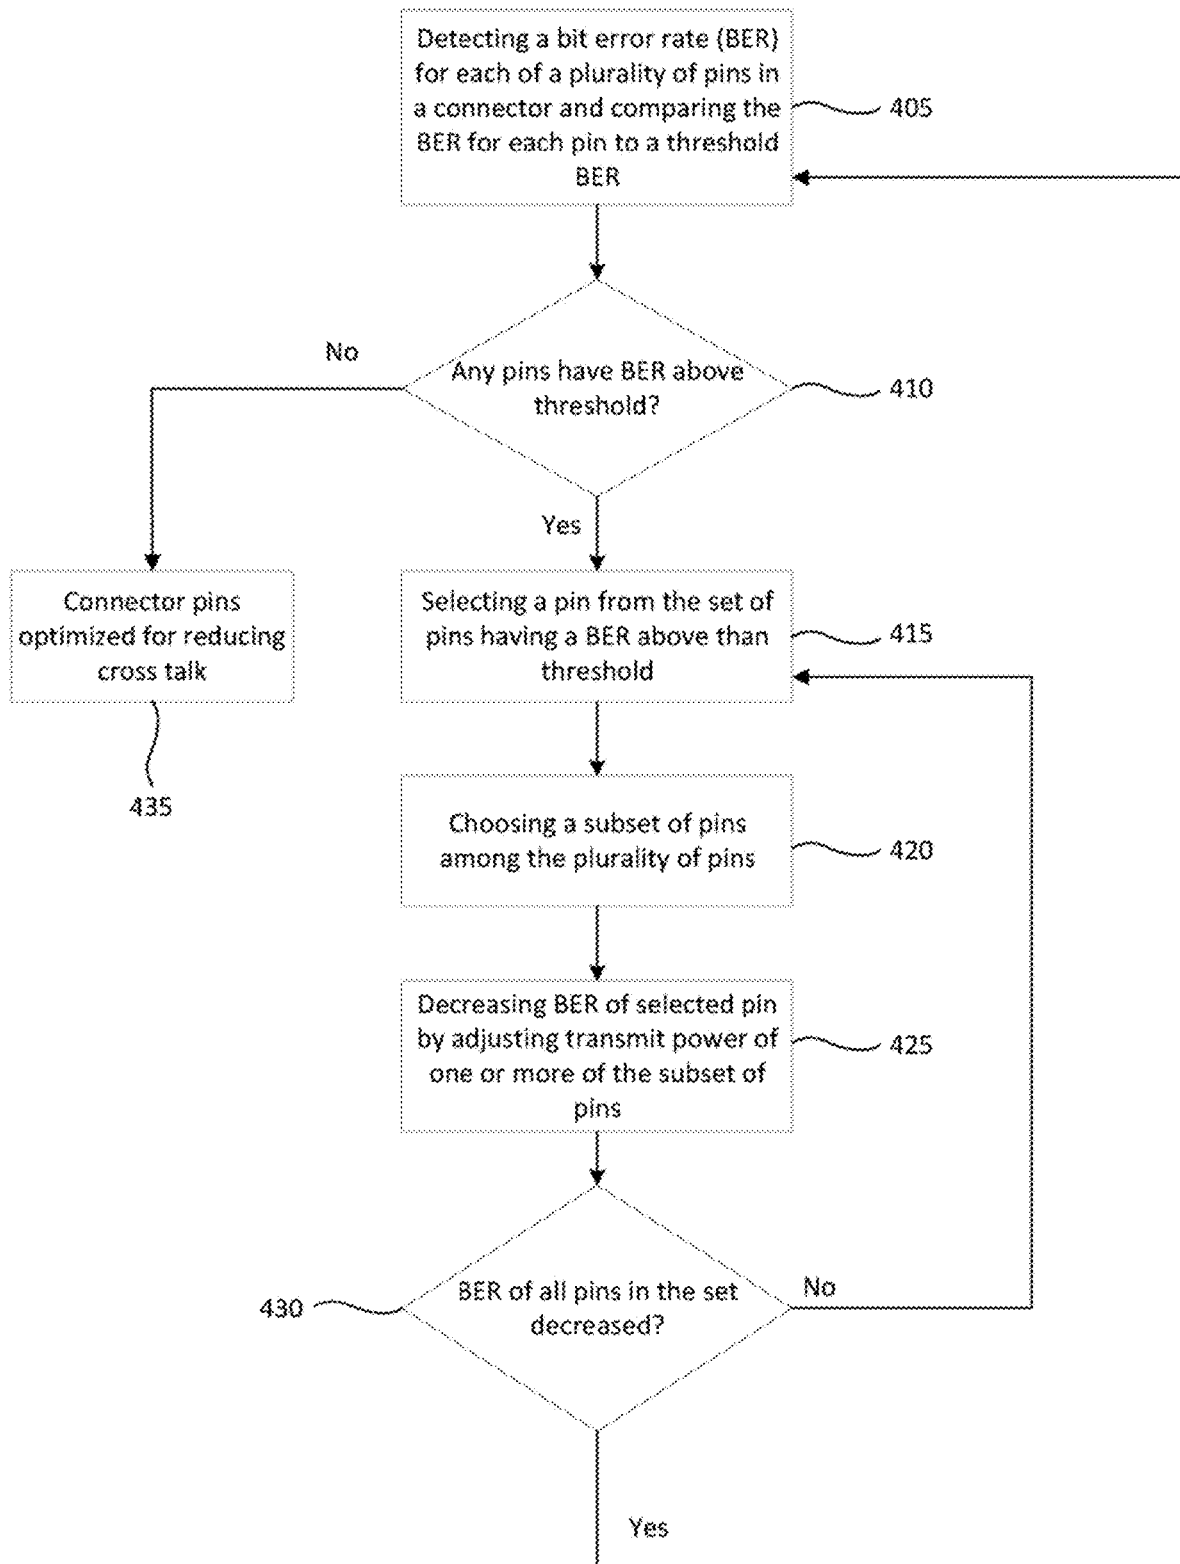 Detecting a bit error rate (BER)
for each of a plurality of pins in
a connector and comparing the
BER for each pin to a threshold
BER
405
No
Any pins have BER above
threshold?
410
Yes
Connector pins
optimized for reducing
cross talk
435
Selecting a pin from the set of
pins having a BER above than
threshold
415
Choosing a subset of pins
among the plurality of pins
420
Decreasing BER of selected pin
by adjusting transmit power of
one or more of the subset of
pins
425
430
BER of all pins in the set
decreased?
No
Yes